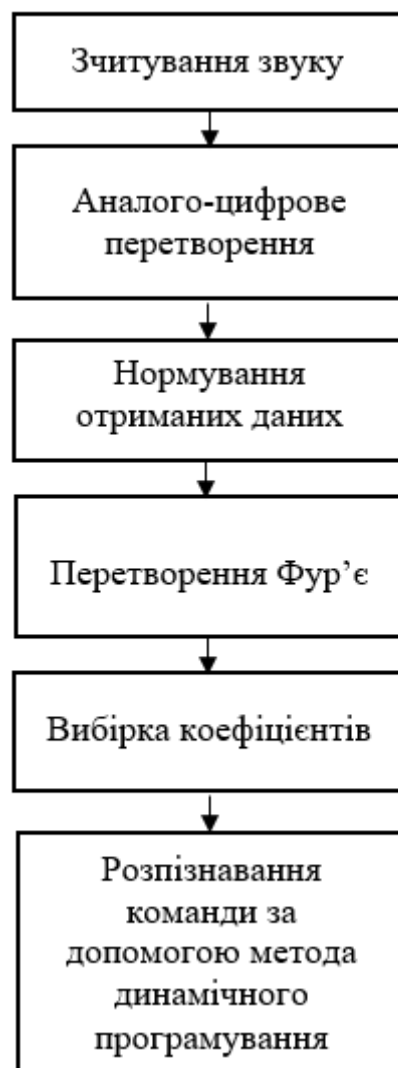 Зчитування звуку
Аналого-цифрове
перетворення
Нормування
отриманих даних
Перетворення Фур’є
Вибірка коефіцієнтів
Розпізнавання
команди за
допомогою метода
динамічного
програмування